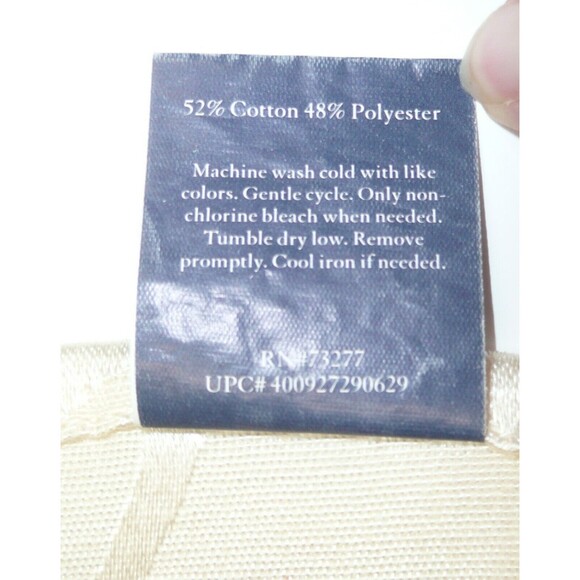 52% Cotton 48% Polyester
Machine wash cold with like
colors. Gentle cycle. Only non-
chlorine bleach when needed.
Tumble dry low. Remove
promptly. Cool iron if needed.
RN #73277
UPC# 400927290629